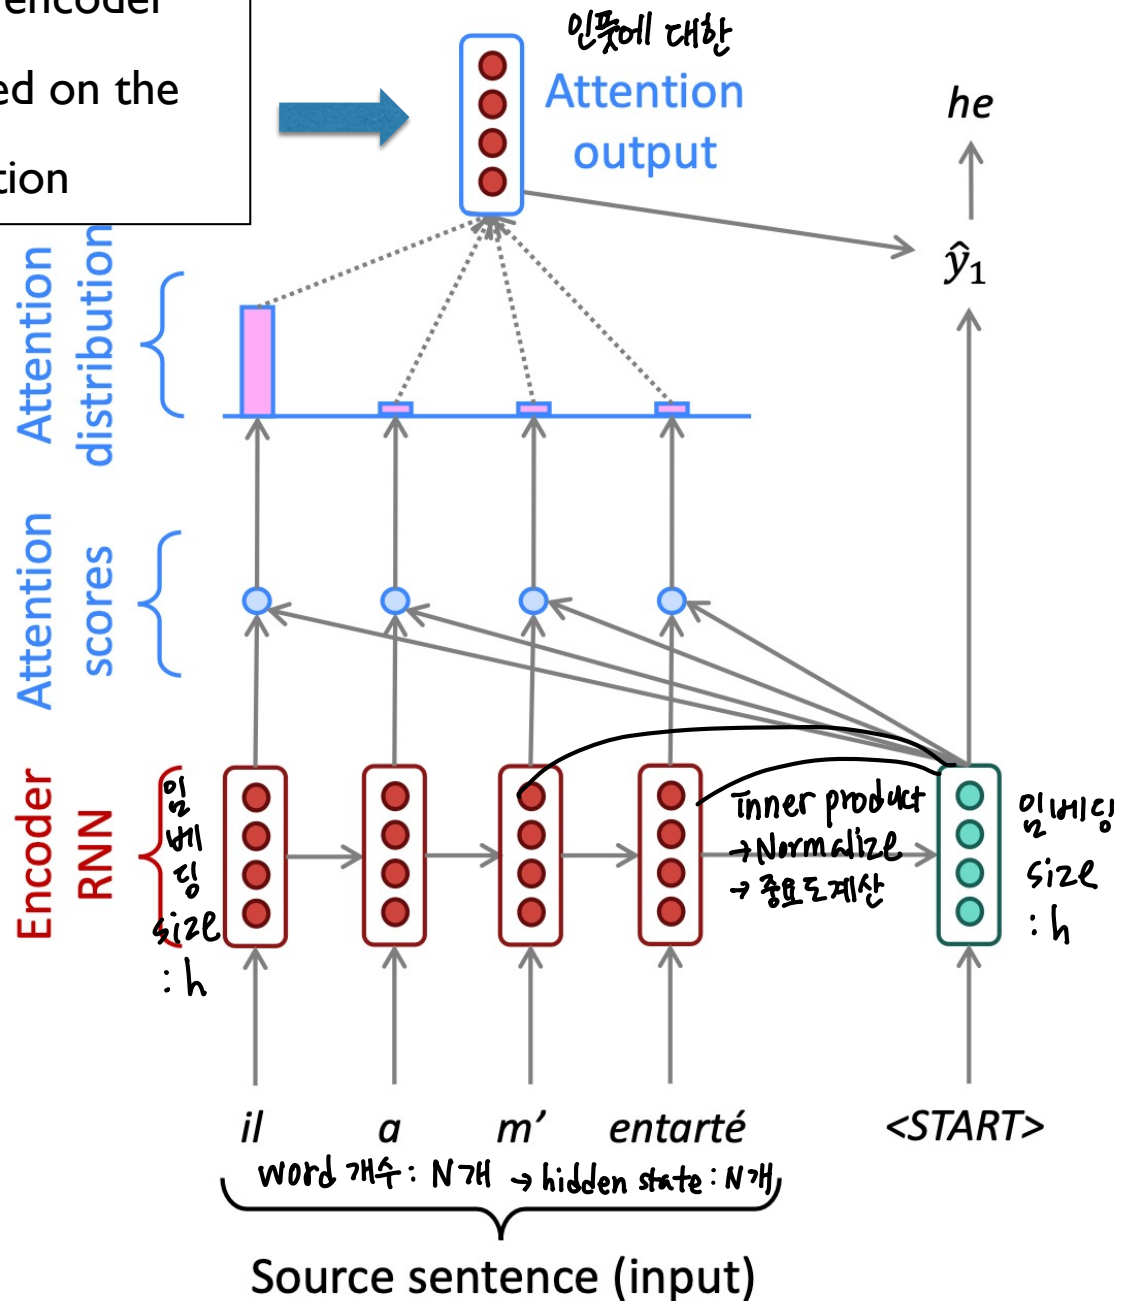 encoder
ed on the
tion
인풋에 대한
Attention
output
he
ŷ₁
Attention
distribution
Attention
scores
Encoder
RNN
임
베
딩
size
: h
inner product
→ Normalize
→ 중요도계산
임베딩
size
: h
il a m' entarté <START>
word 개수 : N개 → hidden state : N개
Source sentence (input)